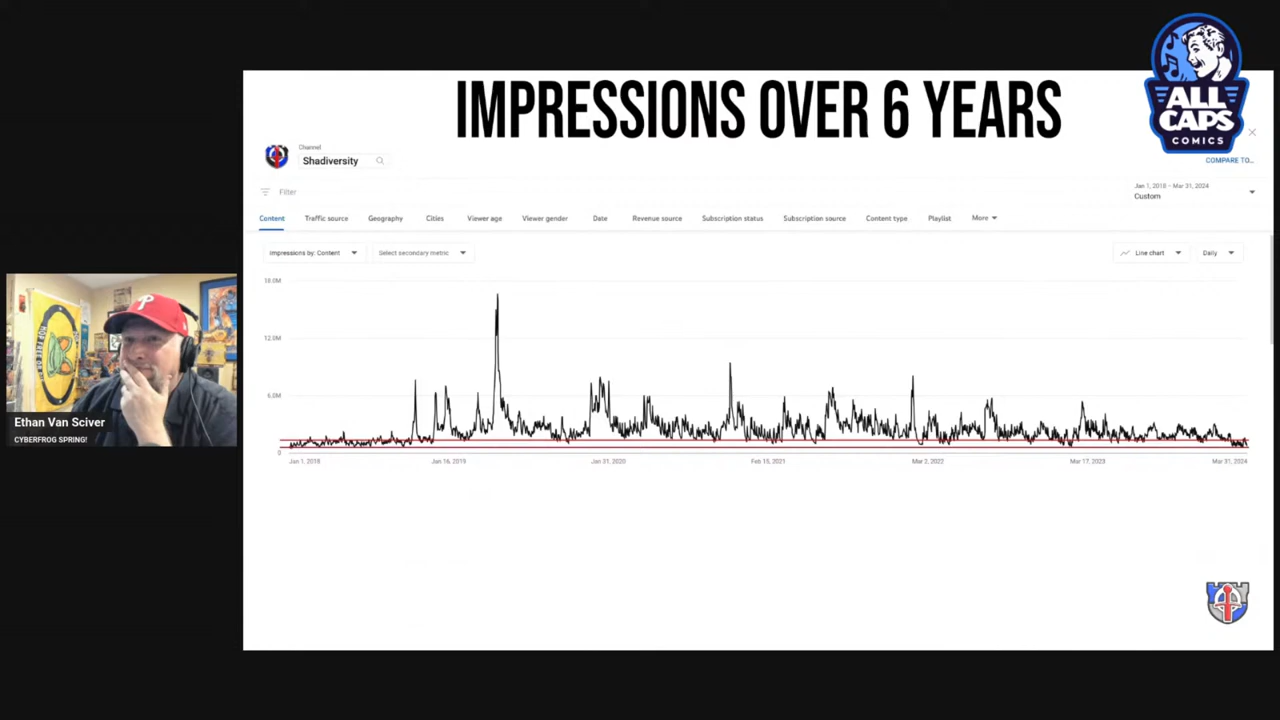 IMPRESSIONS OVER 6 YEARS
ALL
CAPS
COMICS
Channel
Shadiversity
COMPARE TO...
Filter
Jan 1, 2018 – Mar 31, 2024
Custom
Content Traffic source Geography Cities Viewer age Viewer gender Date Revenue source Subscription status Subscription source Content type Playlist More
Impressions by: Content Select secondary metric Line chart Daily
18.0M
12.0M
6.0M
0
Jan 1, 2018 Jan 16, 2019 Jan 31, 2020 Feb 15, 2021 Mar 2, 2022 Mar 17, 2023 Mar 31, 2024
P
Ethan Van Sciver
CYBERFROG SPRING!